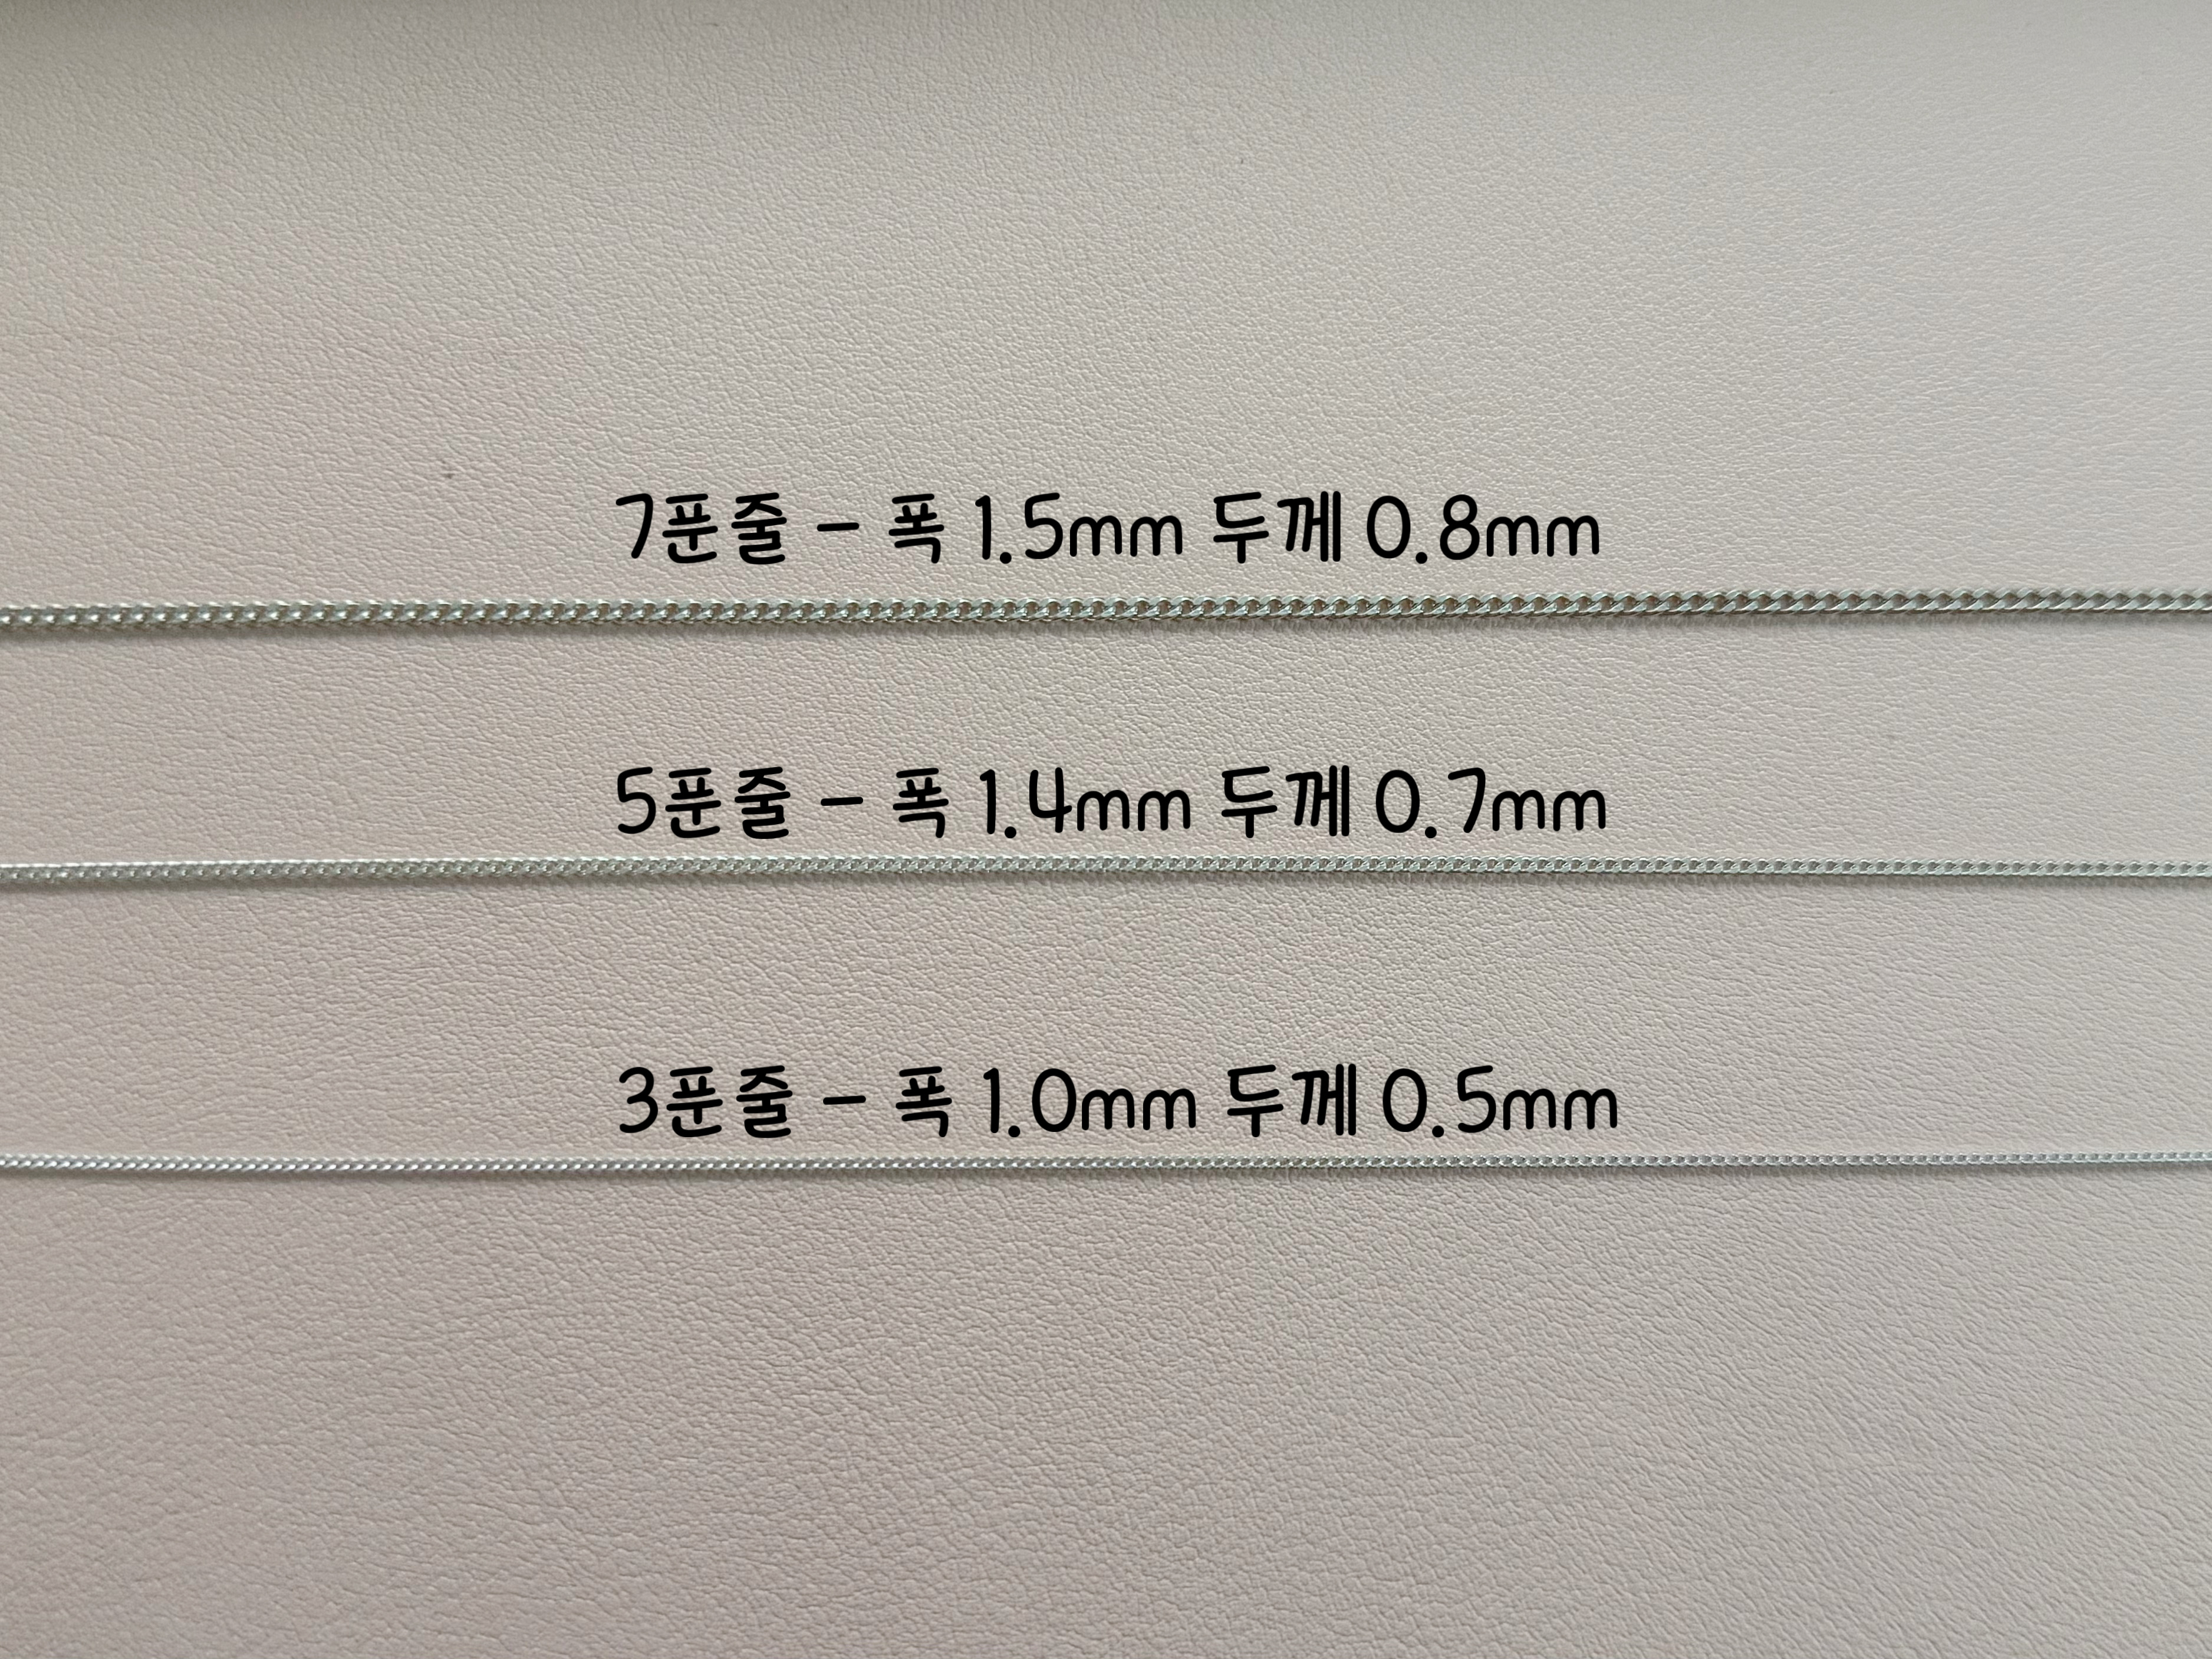 7푼줄 - 폭 1.5mm 두께 0.8mm
5푼줄 - 폭 1.4mm 두께 0.7mm
3푼줄 - 폭 1.0mm 두께 0.5mm